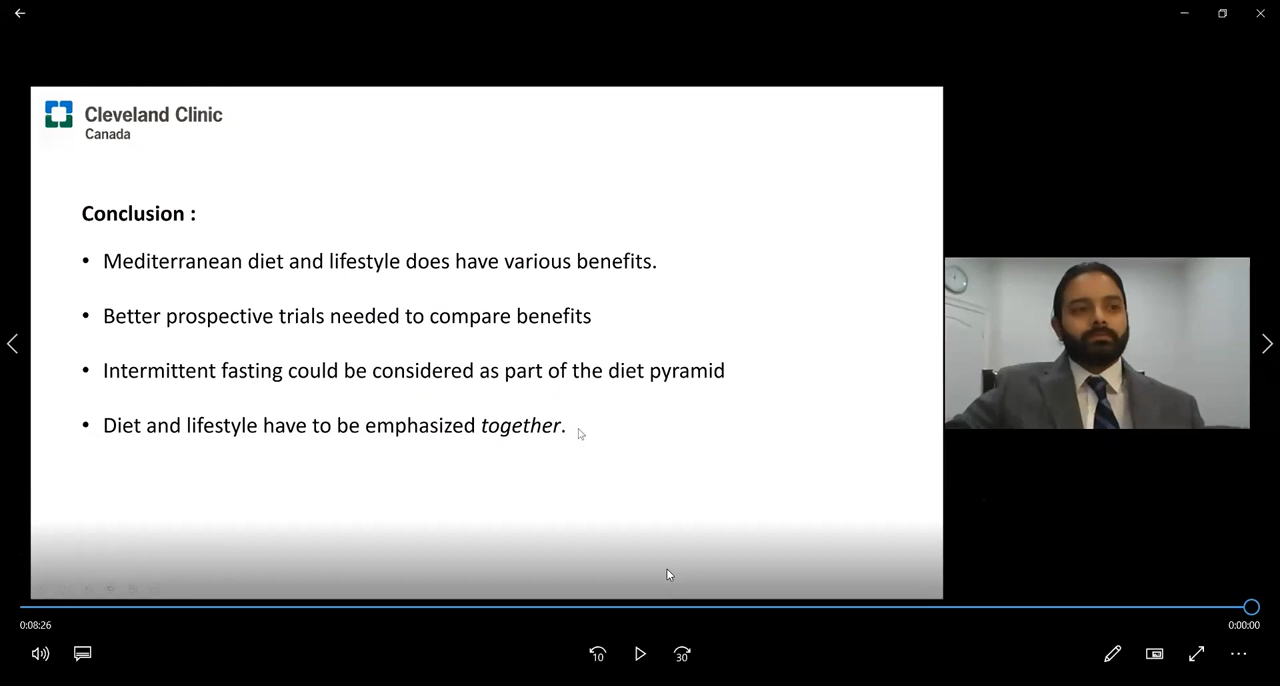 Cleveland Clinic
Canada
Conclusion :
• Mediterranean diet and lifestyle does have various benefits.
• Better prospective trials needed to compare benefits
• Intermittent fasting could be considered as part of the diet pyramid
• Diet and lifestyle have to be emphasized together.
0:08:26
0:00:00
10
30